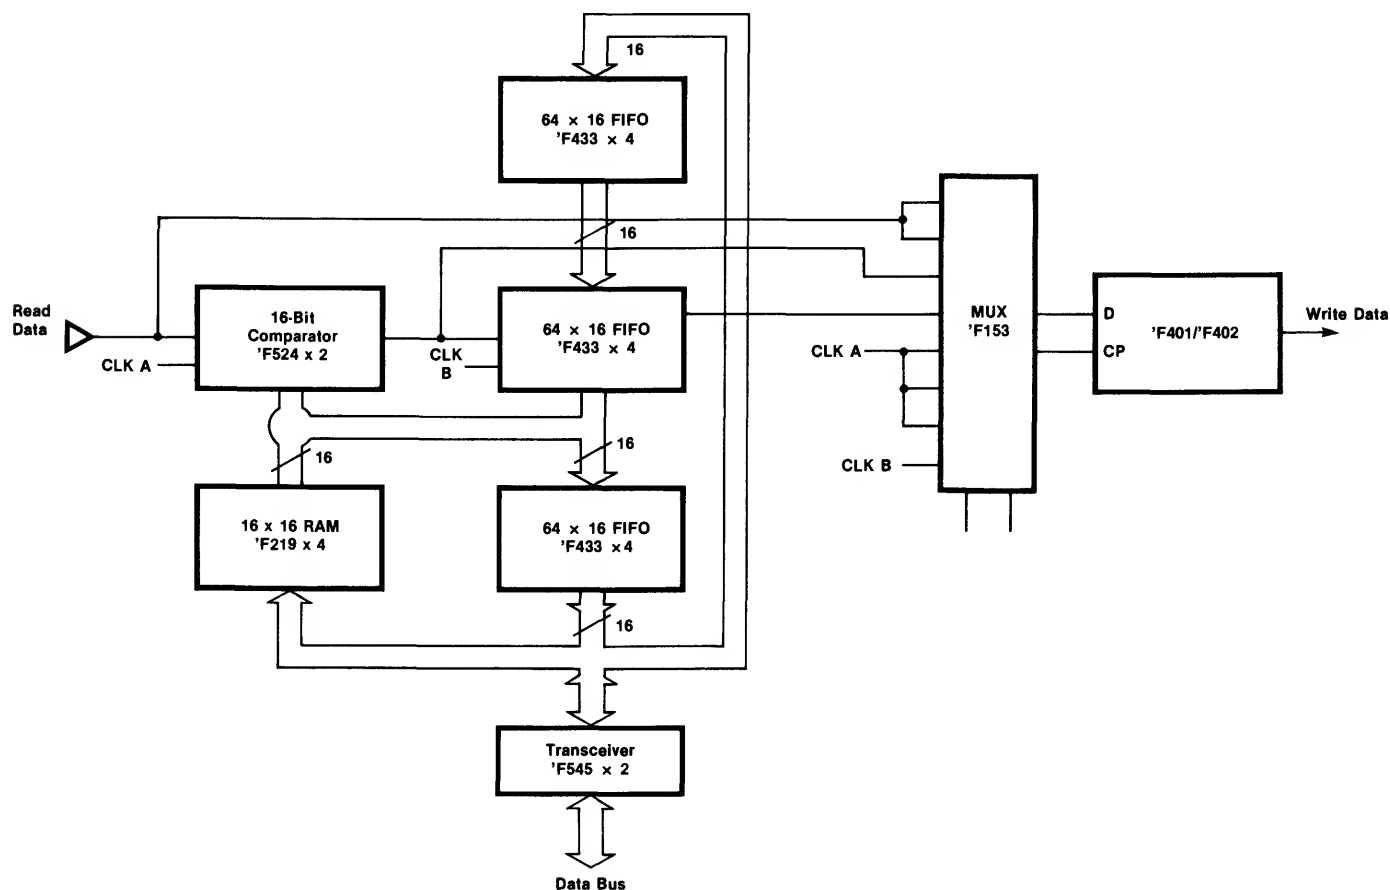 16
64 × 16 FIFO
'F433 × 4
16
Read
Data
16-Bit
Comparator
'F524 x 2
CLK A
CLK
B
64 × 16 FIFO
'F433 × 4
MUX
'F153
CLK A
CLK B
D
CP
'F401/'F402
Write Data
16
16
16 x 16 RAM
'F219 x 4
64 × 16 FIFO
'F433 ×4
16
Transceiver
'F545 × 2
Data Bus